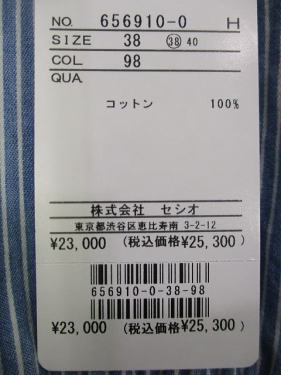 NO. 656910-0 H
SIZE 38 ㊳ 40
COL. 98
QUA.
コットン 100%
株式会社 セシオ
東京都渋谷区恵比寿南 3-2-12
¥23,000 (税込価格¥25,300)
656910-0-38-98
¥23,000 (税込価格¥25,300)